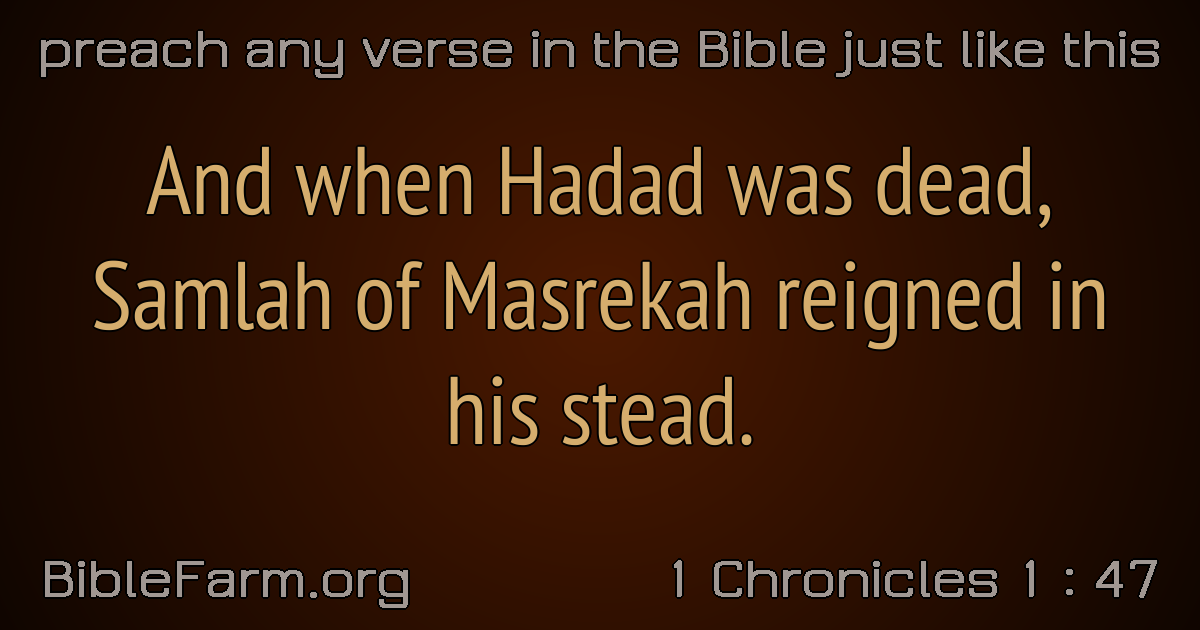 preach any verse in the Bible just like this
And when Hadad was dead,
Samlah of Masrekah reigned in
his stead.
BibleFarm.org
1 Chronicles 1 : 47